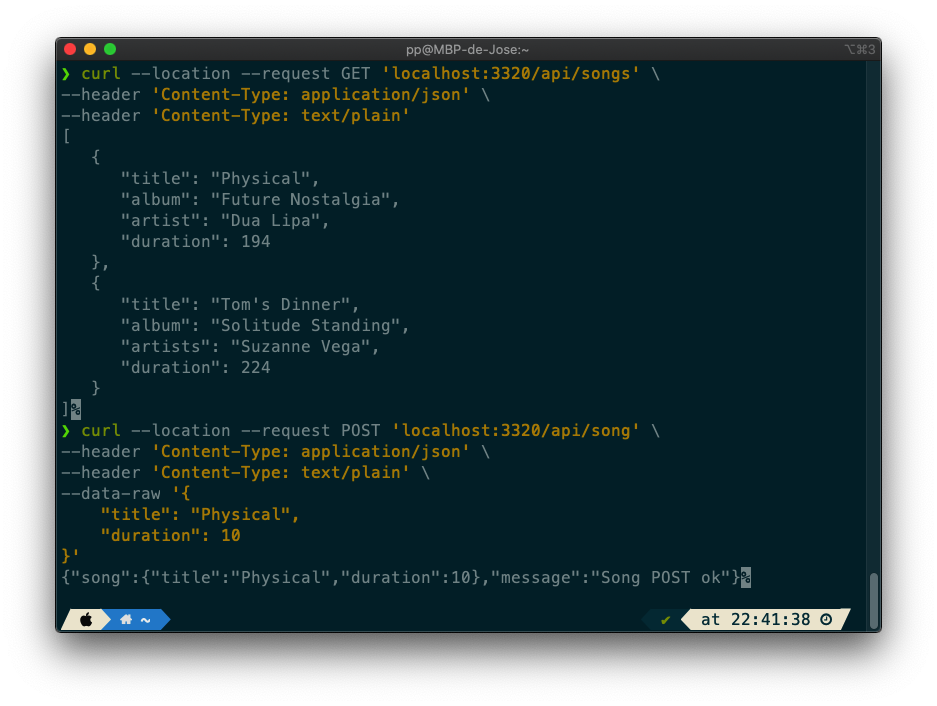 pp@MBP-de-Jose:~
⌥⌘3
❯ curl --location --request GET 'localhost:3320/api/songs' \
--header 'Content-Type: application/json' \
--header 'Content-Type: text/plain'
[
   {
      "title": "Physical",
      "album": "Future Nostalgia",
      "artist": "Dua Lipa",
      "duration": 194
   },
   {
      "title": "Tom's Dinner",
      "album": "Solitude Standing",
      "artists": "Suzanne Vega",
      "duration": 224
   }
]%
❯ curl --location --request POST 'localhost:3320/api/song' \
--header 'Content-Type: application/json' \
--header 'Content-Type: text/plain' \
--data-raw '{
    "title": "Physical",
    "duration": 10
}'
{"song":{"title":"Physical","duration":10},"message":"Song POST ok"}%
~ ✔ at 22:41:38